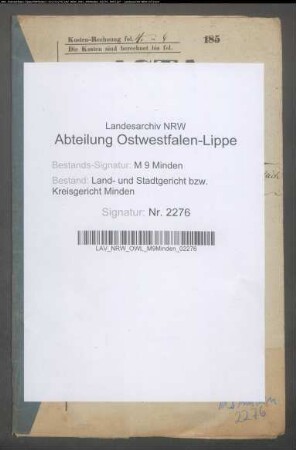 Kosten-Rechnung fol.
185
Die Kosten sind berechnet bis fol.
Landesarchiv NRW
Abteilung Ostwestfalen-Lippe
Bestands-Signatur: M 9 Minden
Bestand: Land- und Stadtgericht bzw.
Kreisgericht Minden
Signatur: Nr. 2276
LAV_NRW_OWL_M9Minden_02276
2276